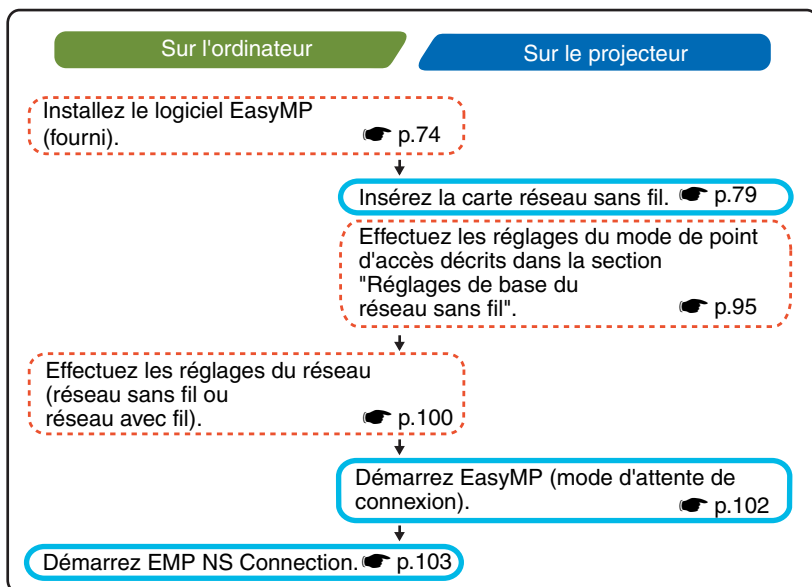 Sur l'ordinateur
Sur le projecteur
Installez le logiciel EasyMP
(fourni).
p.74
Insérez la carte réseau sans fil. p.79
Effectuez les réglages du mode de point
d'accès décrits dans la section
"Réglages de base du
réseau sans fil".
p.95
Effectuez les réglages du réseau
(réseau sans fil ou
réseau avec fil).
p.100
Démarrez EasyMP (mode d'attente de
connexion).
p.102
Démarrez EMP NS Connection. p.103